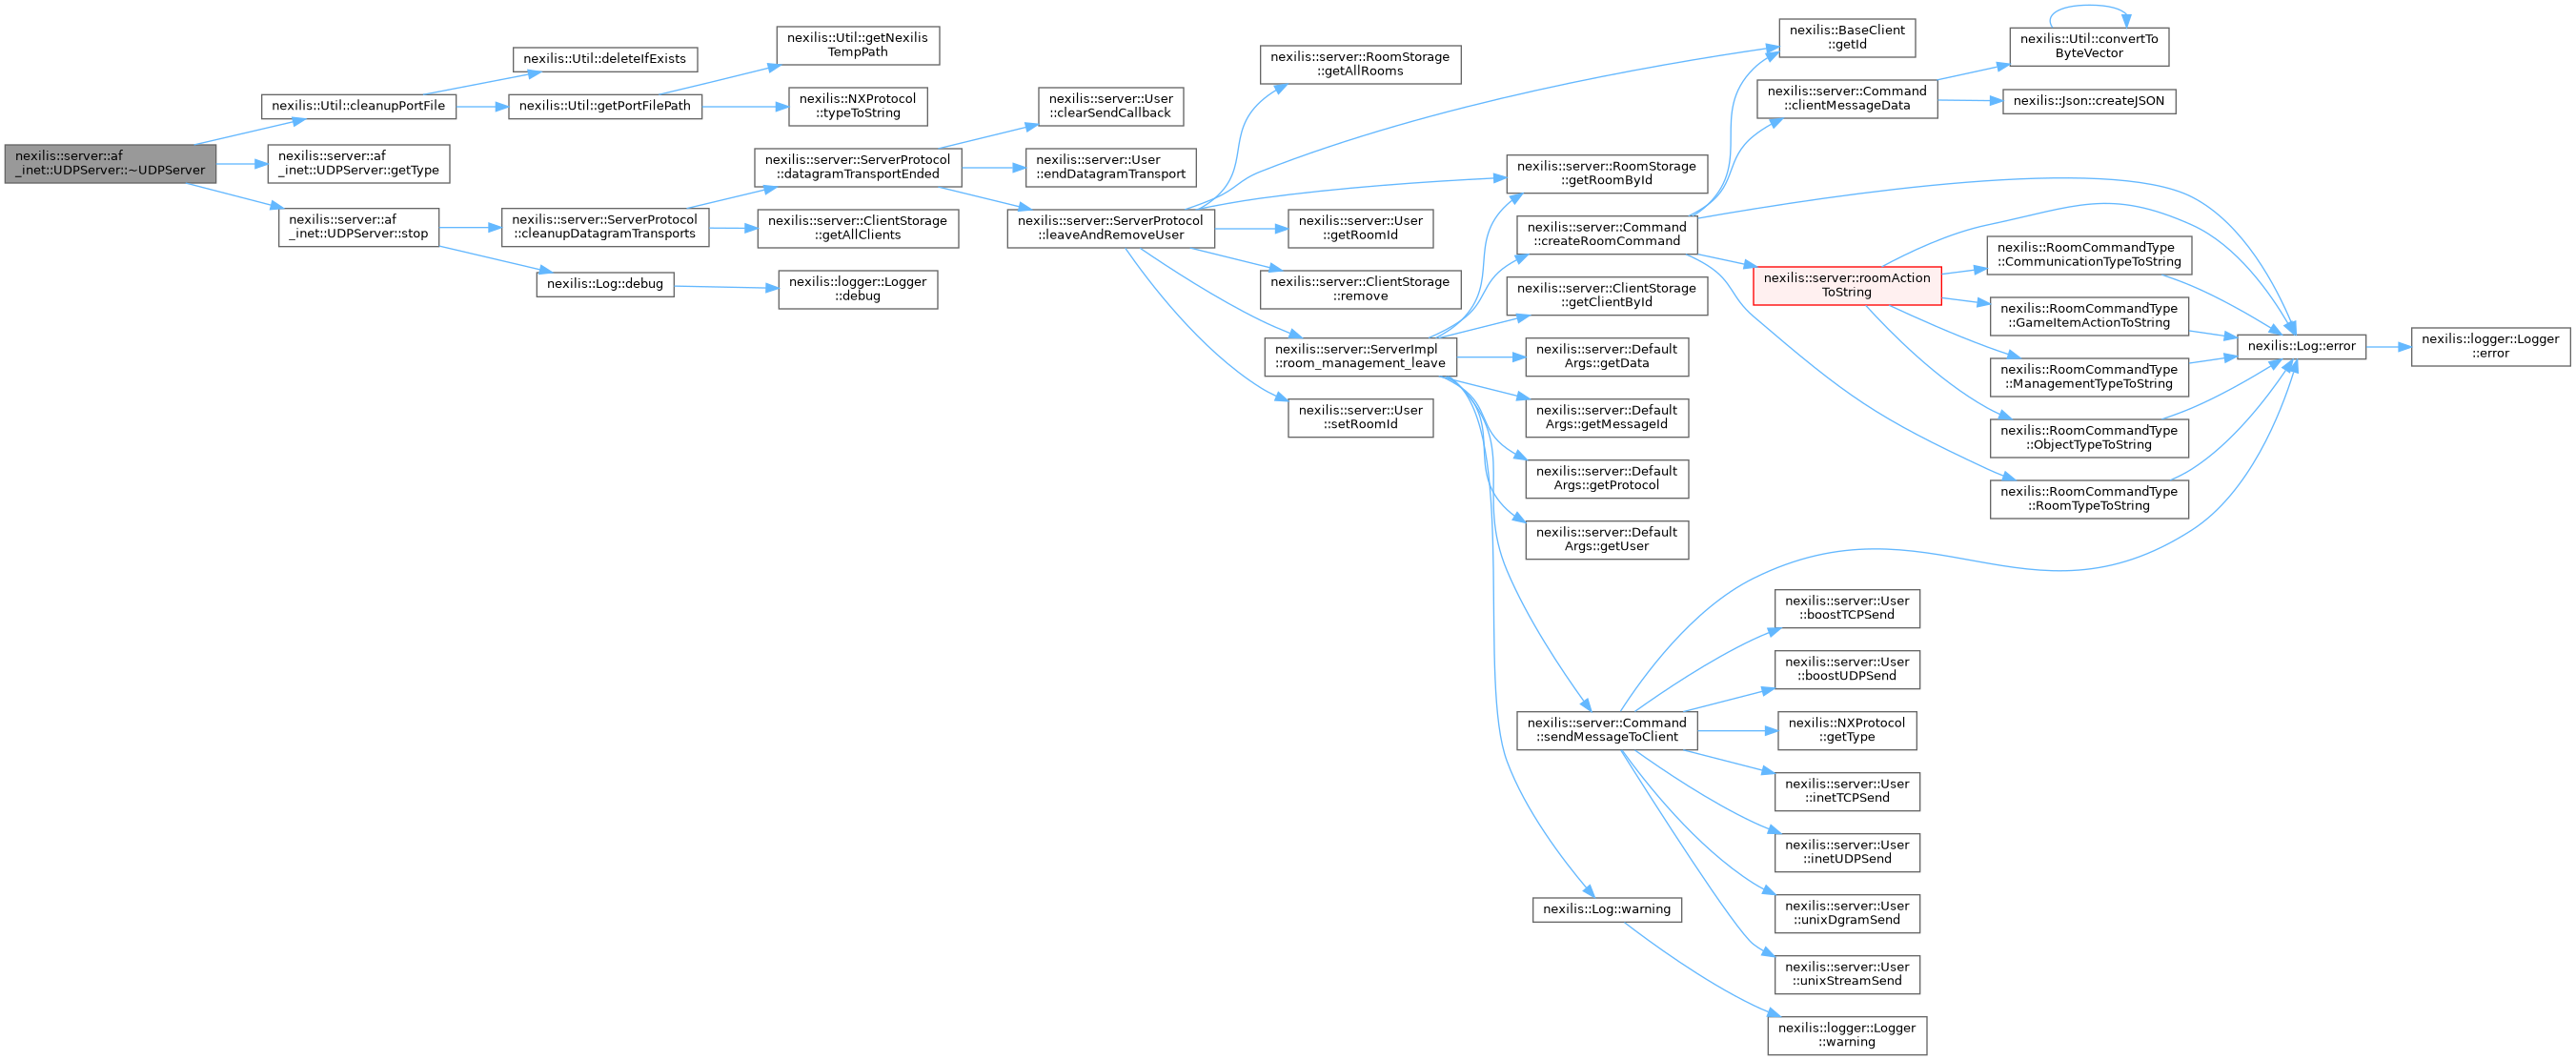 nexilis::server::af
_inet::UDPServer::~UDPServer
nexilis::Util::cleanupPortFile
nexilis::server::af
_inet::UDPServer::getType
nexilis::server::af
_inet::UDPServer::stop
nexilis::Util::deleteIfExists
nexilis::Util::getPortFilePath
nexilis::server::ServerProtocol
::cleanupDatagramTransports
nexilis::Log::debug
nexilis::Util::getNexilis
TempPath
nexilis::NXProtocol
::typeToString
nexilis::server::ServerProtocol
::datagramTransportEnded
nexilis::server::ClientStorage
::getAllClients
nexilis::logger::Logger
::debug
nexilis::server::User
::clearSendCallback
nexilis::server::User
::endDatagramTransport
nexilis::server::ServerProtocol
::leaveAndRemoveUser
nexilis::server::RoomStorage
::getAllRooms
nexilis::server::User
::getRoomId
nexilis::server::ClientStorage
::remove
nexilis::server::ServerImpl
::room_management_leave
nexilis::server::User
::setRoomId
nexilis::server::RoomStorage
::getRoomById
nexilis::server::Command
::createRoomCommand
nexilis::server::ClientStorage
::getClientById
nexilis::server::Default
Args::getData
nexilis::server::Default
Args::getMessageId
nexilis::server::Default
Args::getProtocol
nexilis::server::Default
Args::getUser
nexilis::server::Command
::sendMessageToClient
nexilis::Log::warning
nexilis::BaseClient
::getId
nexilis::server::Command
::clientMessageData
nexilis::server::roomAction
ToString
nexilis::server::User
::boostTCPSend
nexilis::server::User
::boostUDPSend
nexilis::NXProtocol
::getType
nexilis::server::User
::inetTCPSend
nexilis::server::User
::inetUDPSend
nexilis::server::User
::unixDgramSend
nexilis::server::User
::unixStreamSend
nexilis::logger::Logger
::warning
nexilis::Util::convertTo
ByteVector
nexilis::Json::createJSON
nexilis::RoomCommandType
::CommunicationTypeToString
nexilis::RoomCommandType
::GameItemActionToString
nexilis::RoomCommandType
::ManagementTypeToString
nexilis::RoomCommandType
::ObjectTypeToString
nexilis::RoomCommandType
::RoomTypeToString
nexilis::Log::error
nexilis::logger::Logger
::error